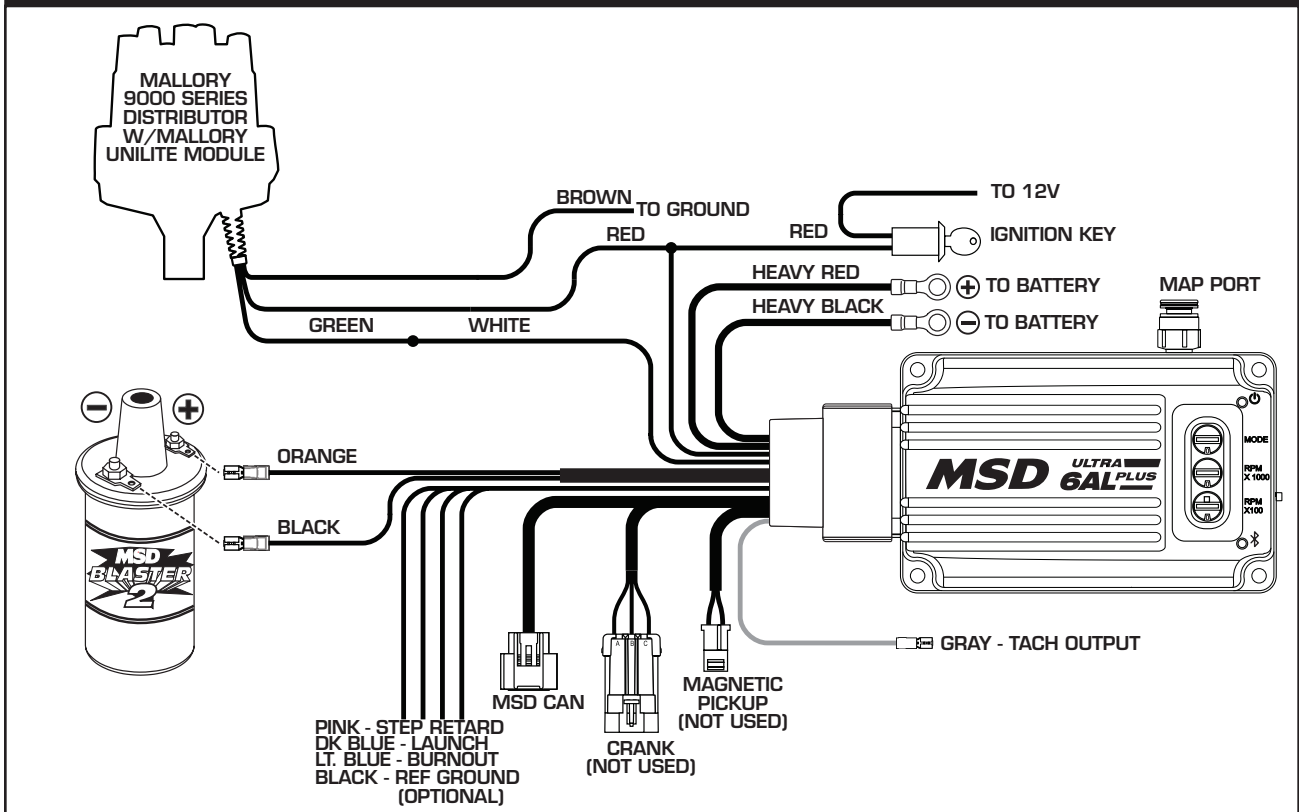 MALLORY
9000 SERIES
DISTRIBUTOR
W/MALLORY
UNILITE MODULE
BROWN
TO GROUND
RED
RED
TO 12V
IGNITION KEY
HEAVY RED
+ TO BATTERY
HEAVY BLACK
- TO BATTERY
MAP PORT
GREEN
WHITE
- +
ORANGE
BLACK
MSD
BLASTER
2
MSD ULTRA 6AL PLUS
MODE
RPM
X 1000
RPM
X100
GRAY - TACH OUTPUT
MSD CAN
A B C
CRANK
(NOT USED)
MAGNETIC
PICKUP
(NOT USED)
PINK - STEP RETARD
DK BLUE - LAUNCH
LT. BLUE - BURNOUT
BLACK - REF GROUND
(OPTIONAL)